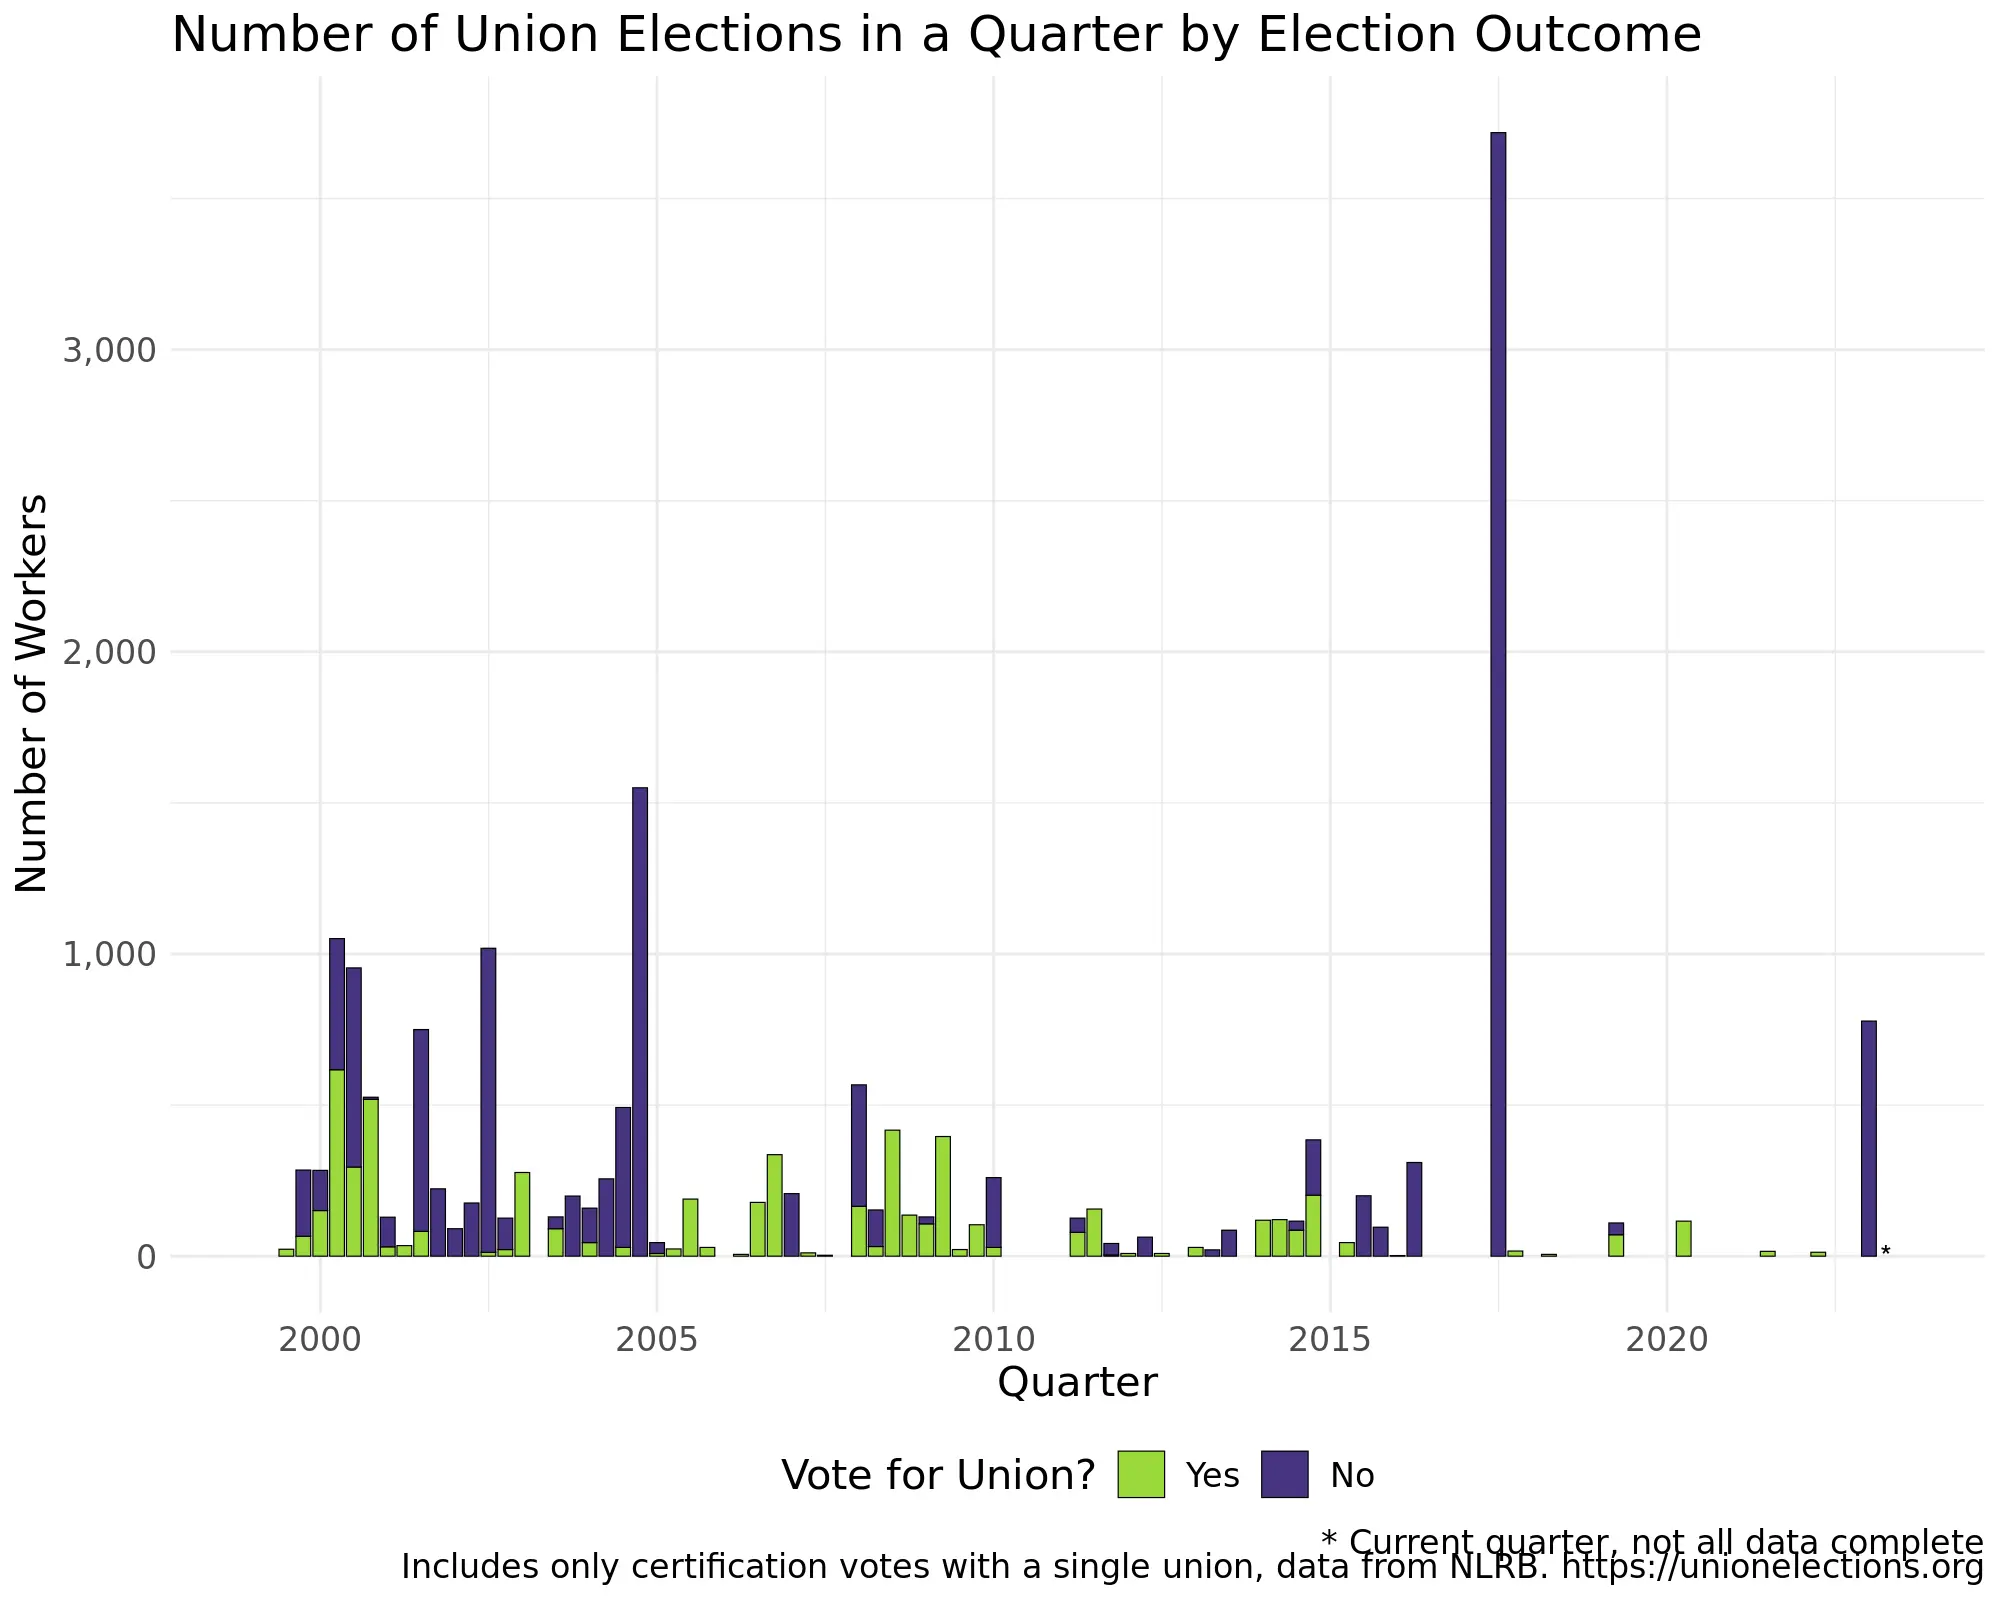 Number of Union Elections in a Quarter by Election Outcome
Number of Workers
3,000
2,000
1,000
0
*
2000 2005 2010 2015 2020
Quarter
Vote for Union? Yes No
* Current quarter, not all data complete
Includes only certification votes with a single union, data from NLRB. https://unionelections.org